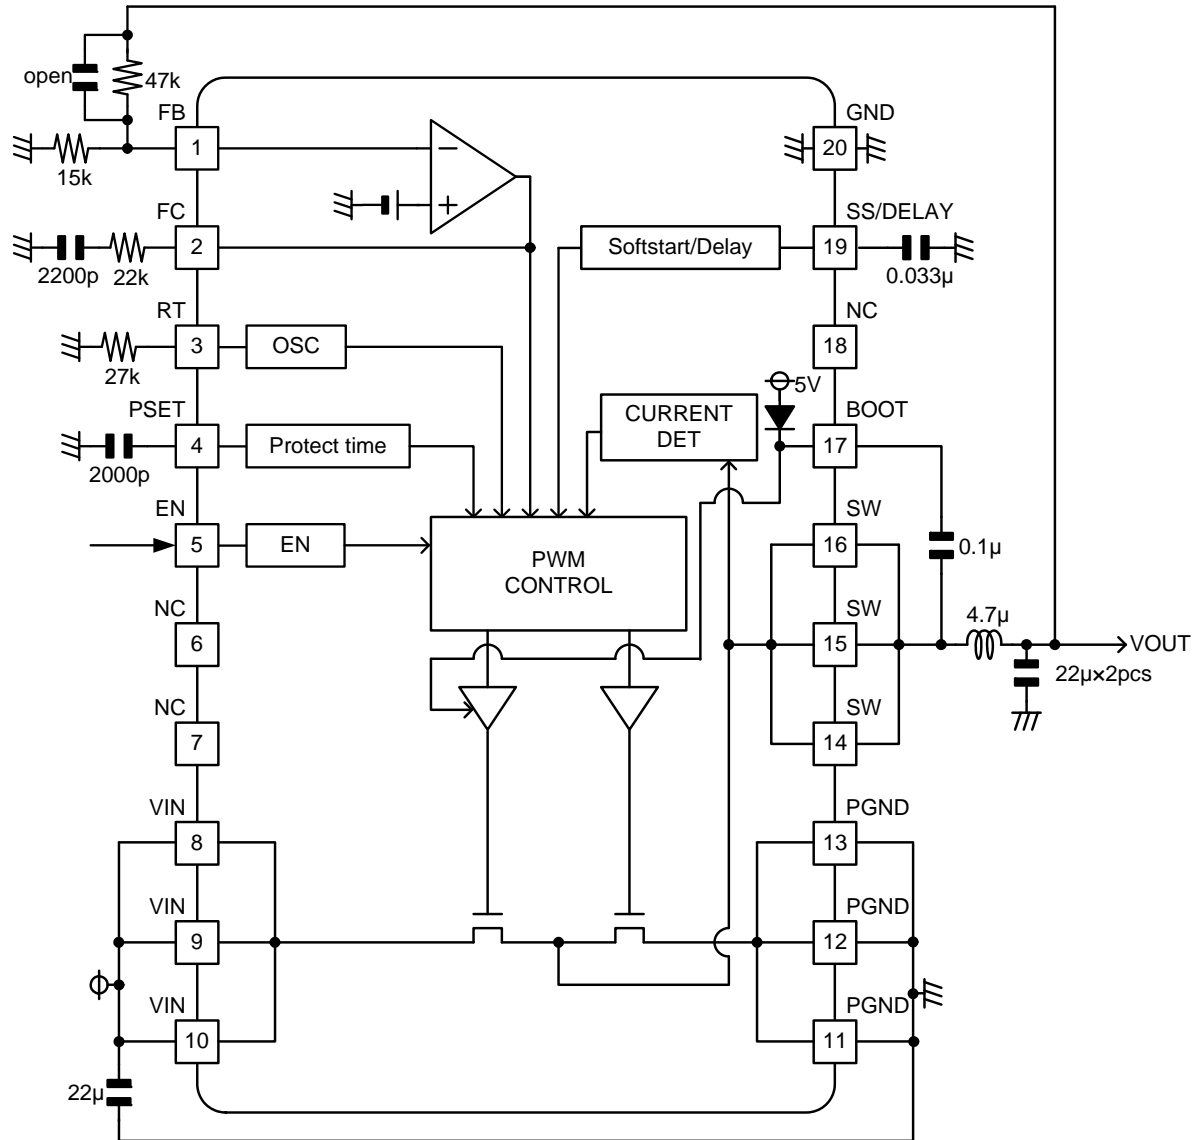 open
47k
FB
1
15k
FC
2
2200p
22k
RT
3
27k
OSC
PSET
4
2000p
Protect time
EN
5
EN
NC
6
NC
7
VIN
8
VIN
9
VIN
10
22µ
−
+
Softstart/Delay
CURRENT
DET
5V
PWM
CONTROL
GND
20
SS/DELAY
19
0.033µ
NC
18
BOOT
17
SW
16
0.1µ
SW
15
4.7µ
VOUT
22µ×2pcs
SW
14
PGND
13
PGND
12
PGND
11